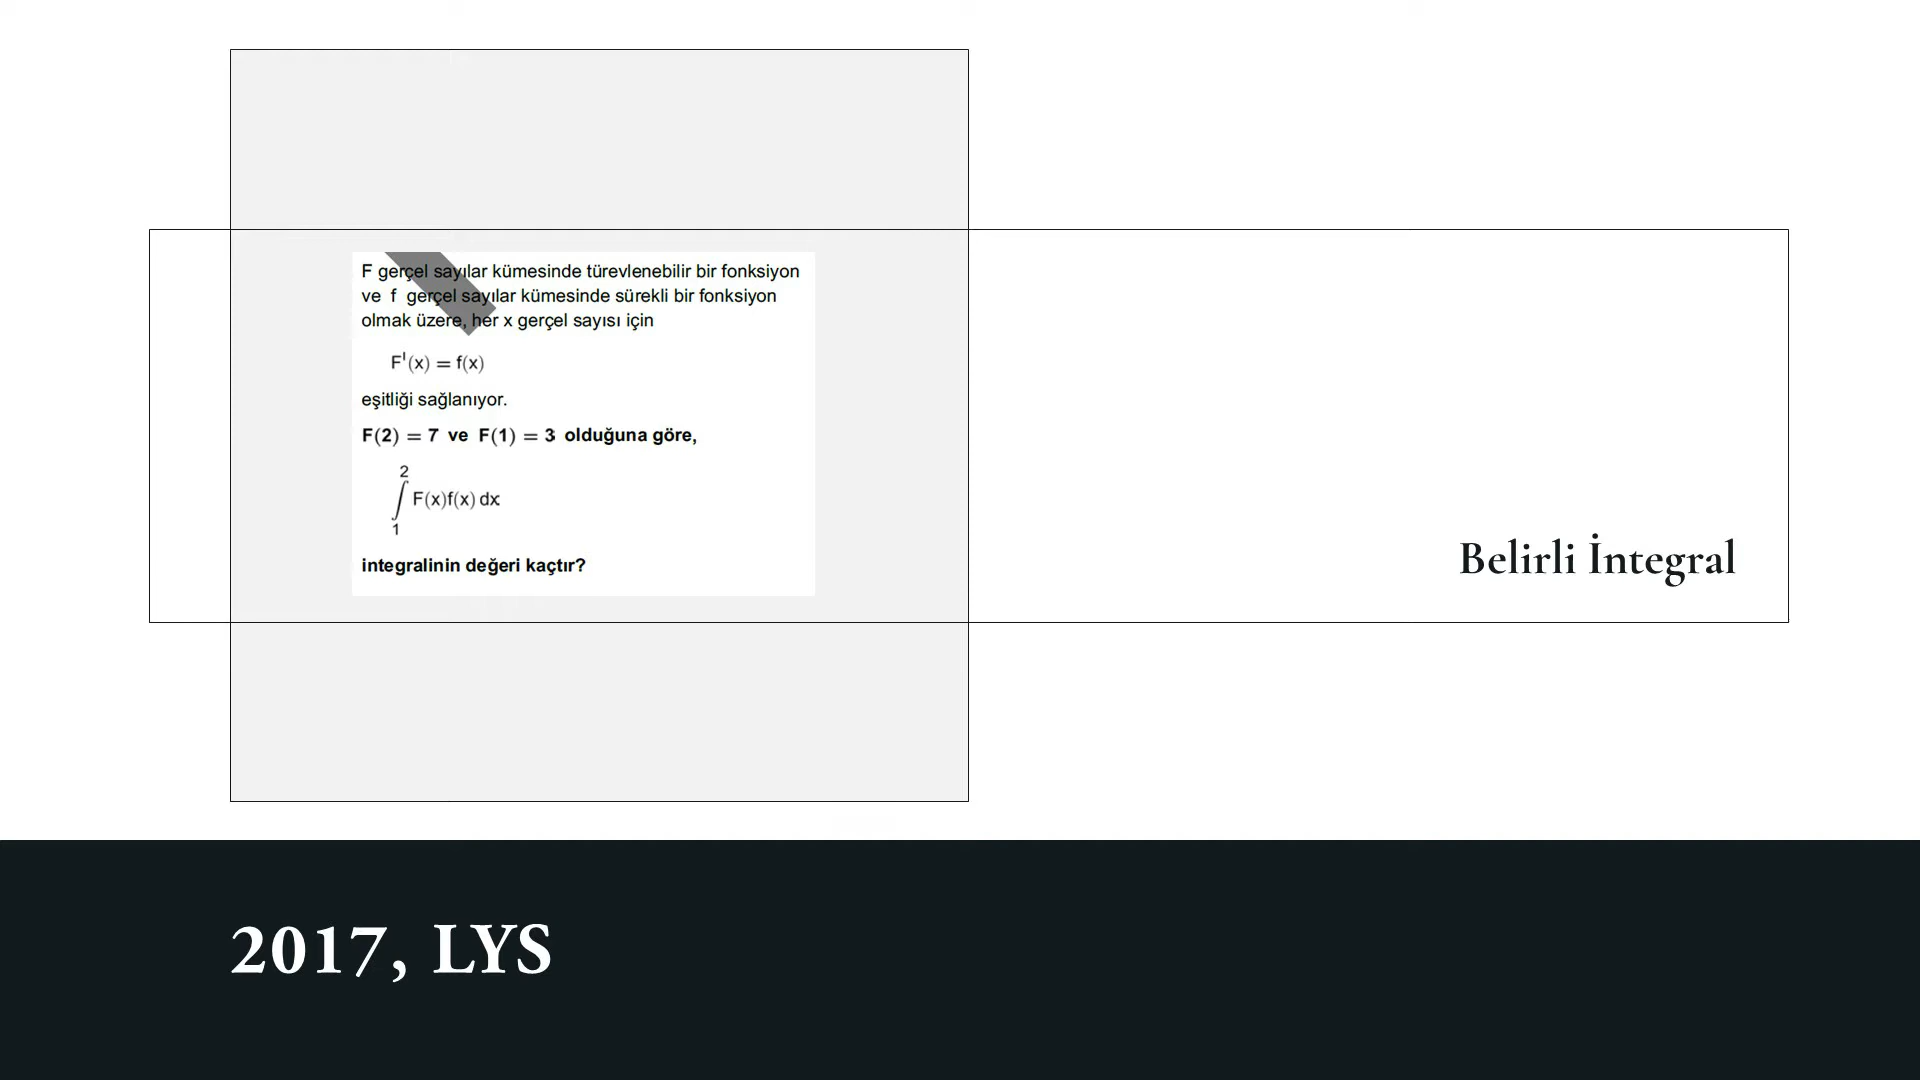 F gerçel sayılar kümesinde türevlenebilir bir fonksiyon
ve f gerçel sayılar kümesinde sürekli bir fonksiyon
olmak üzere, her x gerçel sayısı için
F'(x) = f(x)
eşitliği sağlanıyor.
F(2) = 7 ve F(1) = 3 olduğuna göre,
2
∫ F(x)f(x) dx
1
integralinin değeri kaçtır?
Belirli İntegral
2017, LYS